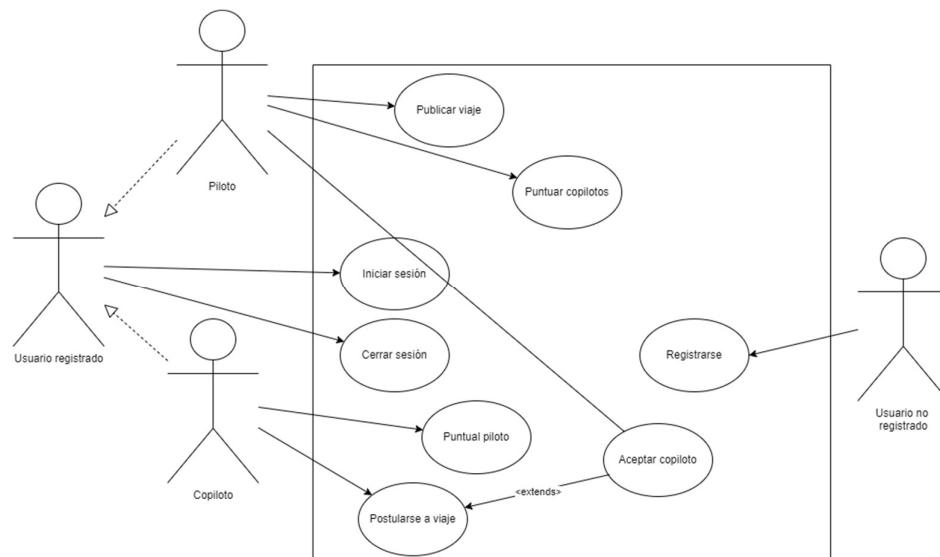 Publicar viaje
Piloto
Puntuar copilotos
Iniciar sesión
Usuario registrado
Cerrar sesión
Registrarse
Usuario no
registrado
Puntual piloto
Aceptar copiloto
Copiloto
<extends>
Postularse a viaje